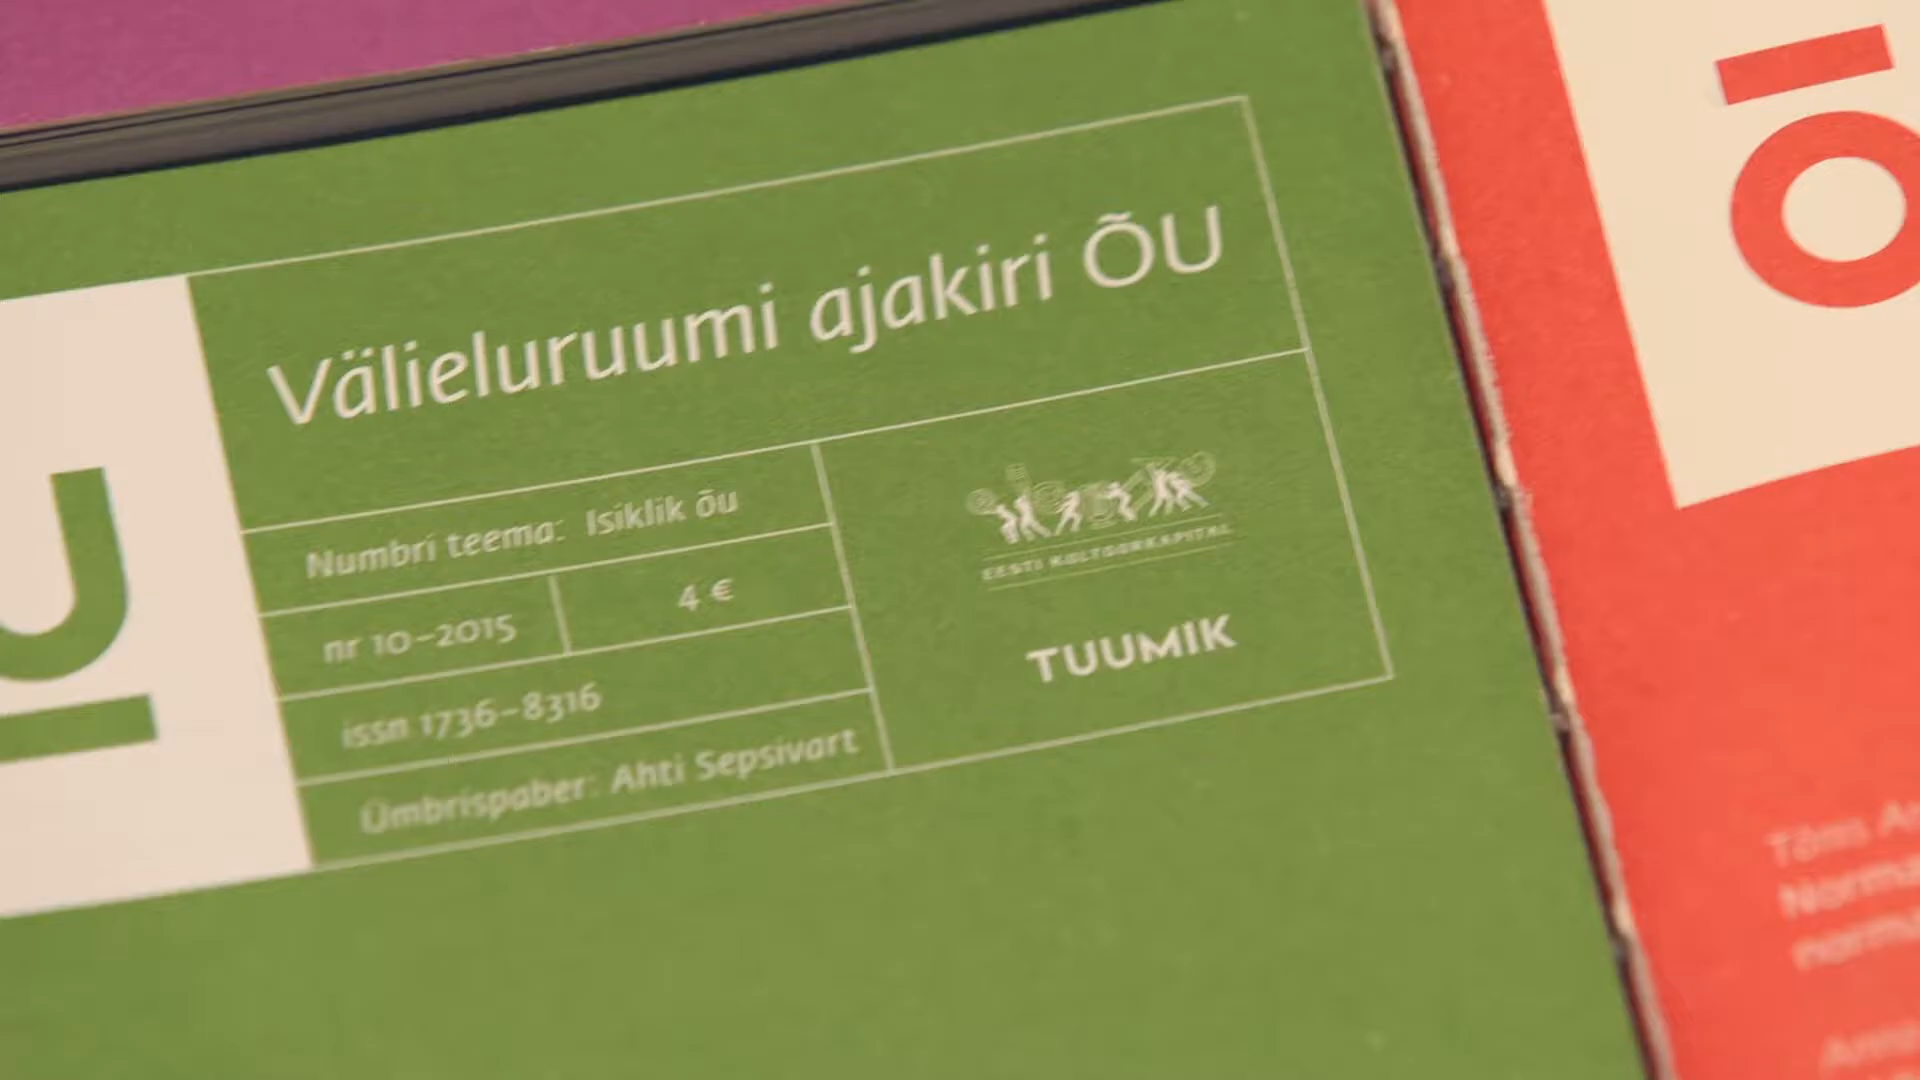 U
Välieluruumi ajakiri ÕU
Numbri teema: Isiklik õu
nr 10–2015
4 €
issn 1736–8316
Ümbrispaber: Ahti Sepsivart
EESTI KULTUURKAPITAL
TUUMIK
Õ